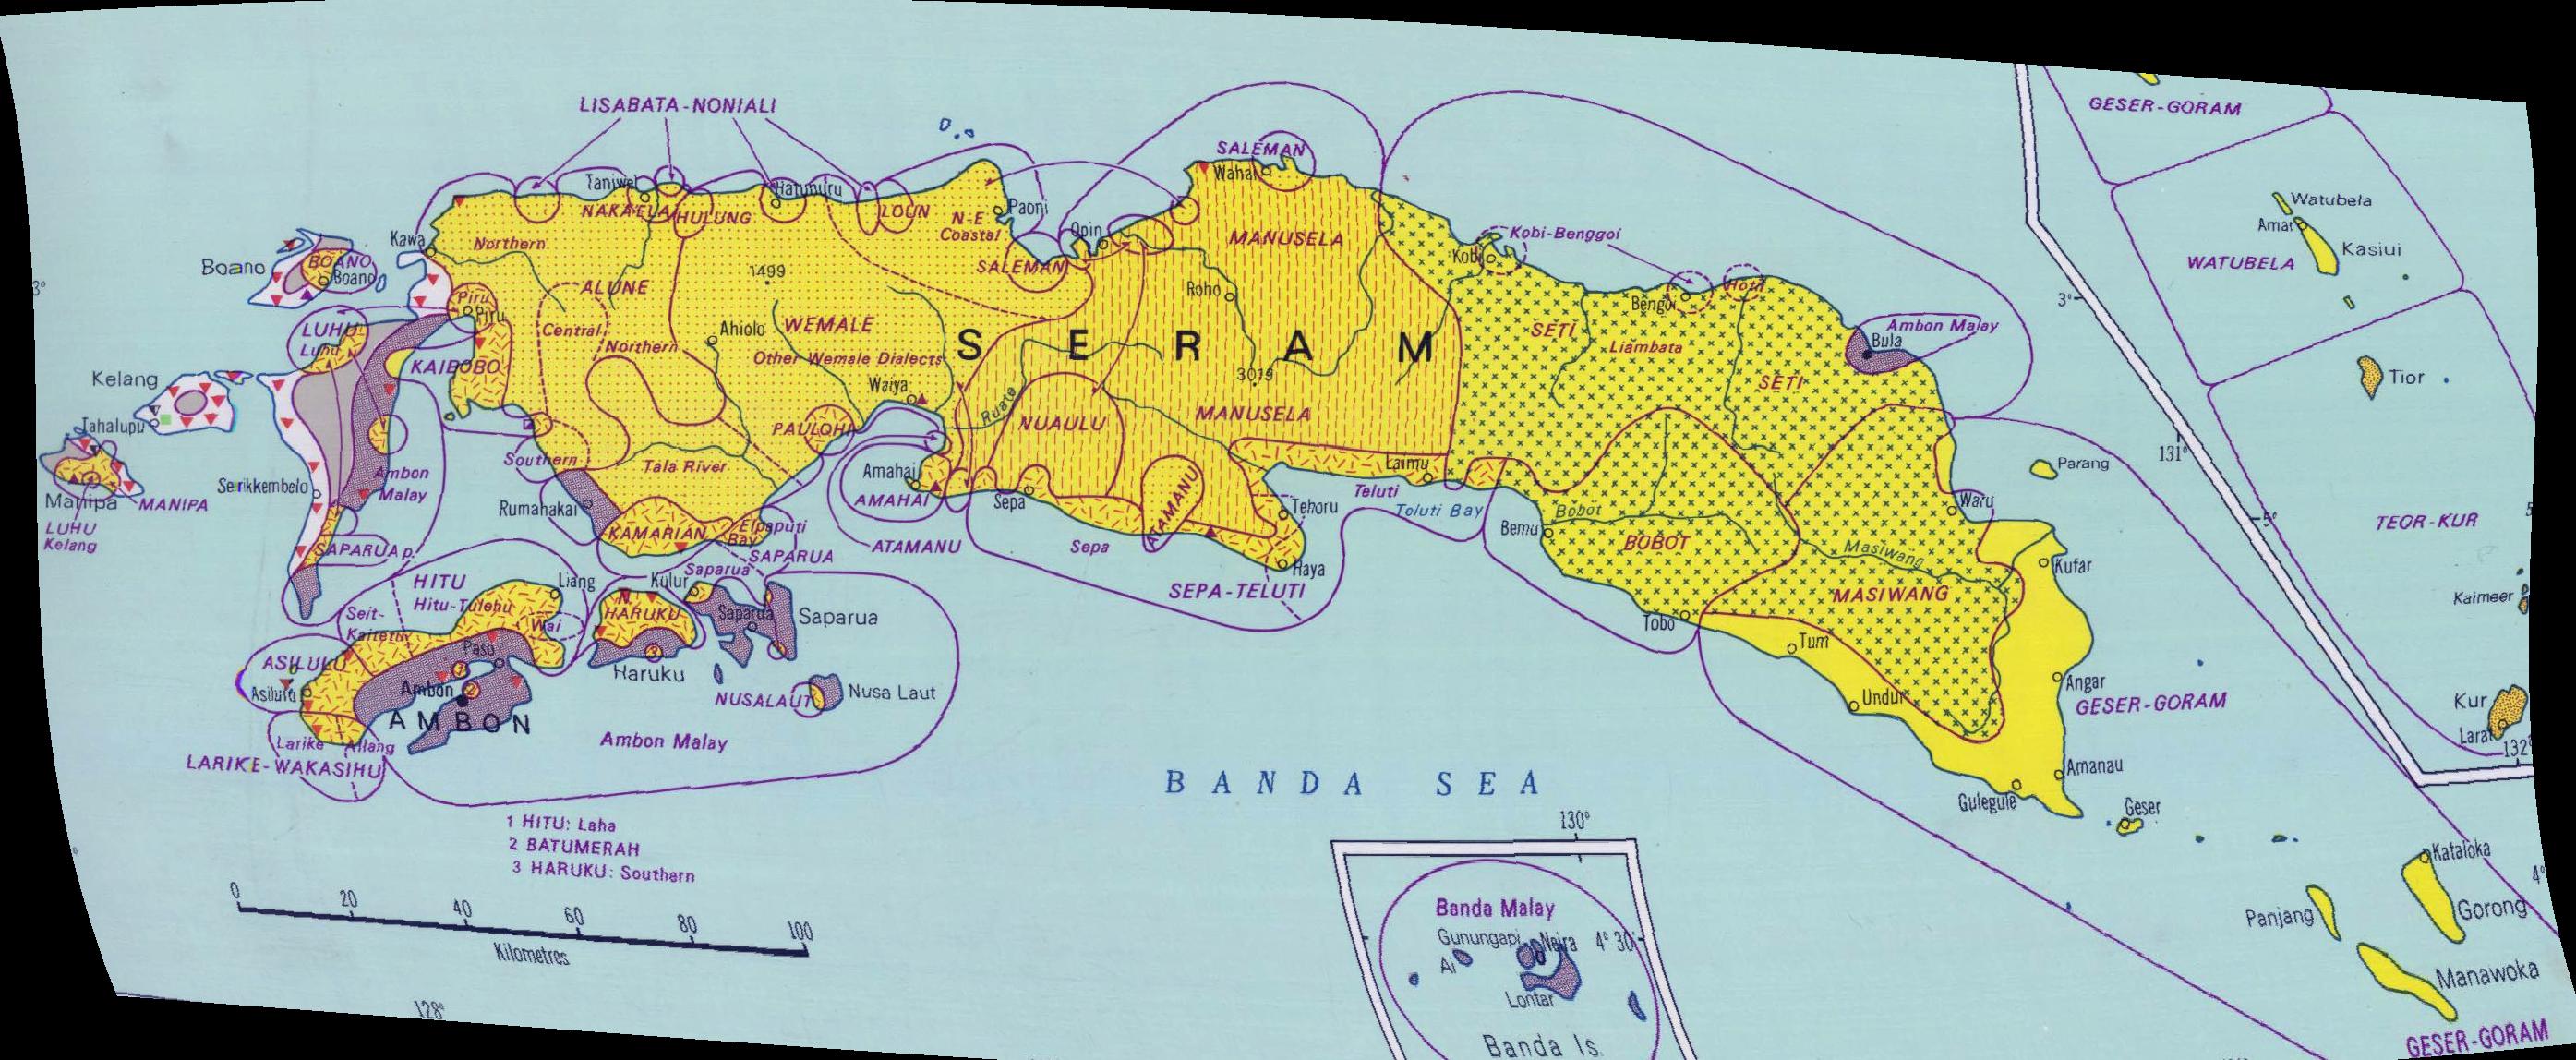 LISABATA-NONIALI
GESER-GORAM
SALEMAN
Wahai
Taniwel
Hatunuru
NAKAELA
HULUNG
LOUN
N-E
Coastal
Paoni
Opin
Watubela
Amar
Kasiui
WATUBELA
Kawa
Northern
MANUSELA
Kobi
Kobi-Benggoi
Boano
BOANO
Boano
1499
SALEMAN
Roho
Bengoi
Hoti
3°
3°
ALUNE
Piru
Piru
LUHU
Luhu
Central
Northern
Ahiolo
WEMALE
Other Wemale Dialects
SERAM
SETI
Liambata
Ambon Malay
Bula
Tior
Kelang
KAIBOBO
Waiya
Ruate
3019
SETI
Tahalupu
PAULOHI
NUAULU
MANUSELA
Southern
Tala River
Ambon
Malay
Serikkembelo
Amahai
AMAHAI
Laimu
Teluti
Teluti Bay
Parang
131°
Manipa
MANIPA
LUHU
Kelang
Rumahakai
Sepa
ATAMANU
Tehoru
Bobot
Waru
5°
TEOR-KUR
5
KAMARIAN
Elpaputi
Bay
Bemu
BOBOT
Masiwang
SAPARUA p.
ATAMANU
SAPARUA
Sepa
Haya
Kufar
HITU
Liang
Kulur
Saparua
SEPA-TELUTI
MASIWANG
Kaimeer
Hitu-Tulehu
Seit-
Kaitetu
Wai
N.
HARUKU
Saparua
Saparua
Tobo
Tum
ASILULU
Asilulu
Paso
Ambon
1
2
3
Haruku
NUSALAUT
Nusa Laut
Undur
Angar
GESER-GORAM
Kur
Larat
132°
AMBON
Larike
Allang
LARIKE-WAKASIHU
Ambon Malay
BANDA SEA
Amanau
Gulegule
Geser
1 HITU: Laha
2 BATUMERAH
3 HARUKU: Southern
130°
Kataloka
4°
0 20 40 60 80 100
Kilometres
Banda Malay
Gunungapi
Neira
4° 30'
Ai
Lontar
Banda Is.
Panjang
Gorong
Manawoka
128°
GESER-GORAM